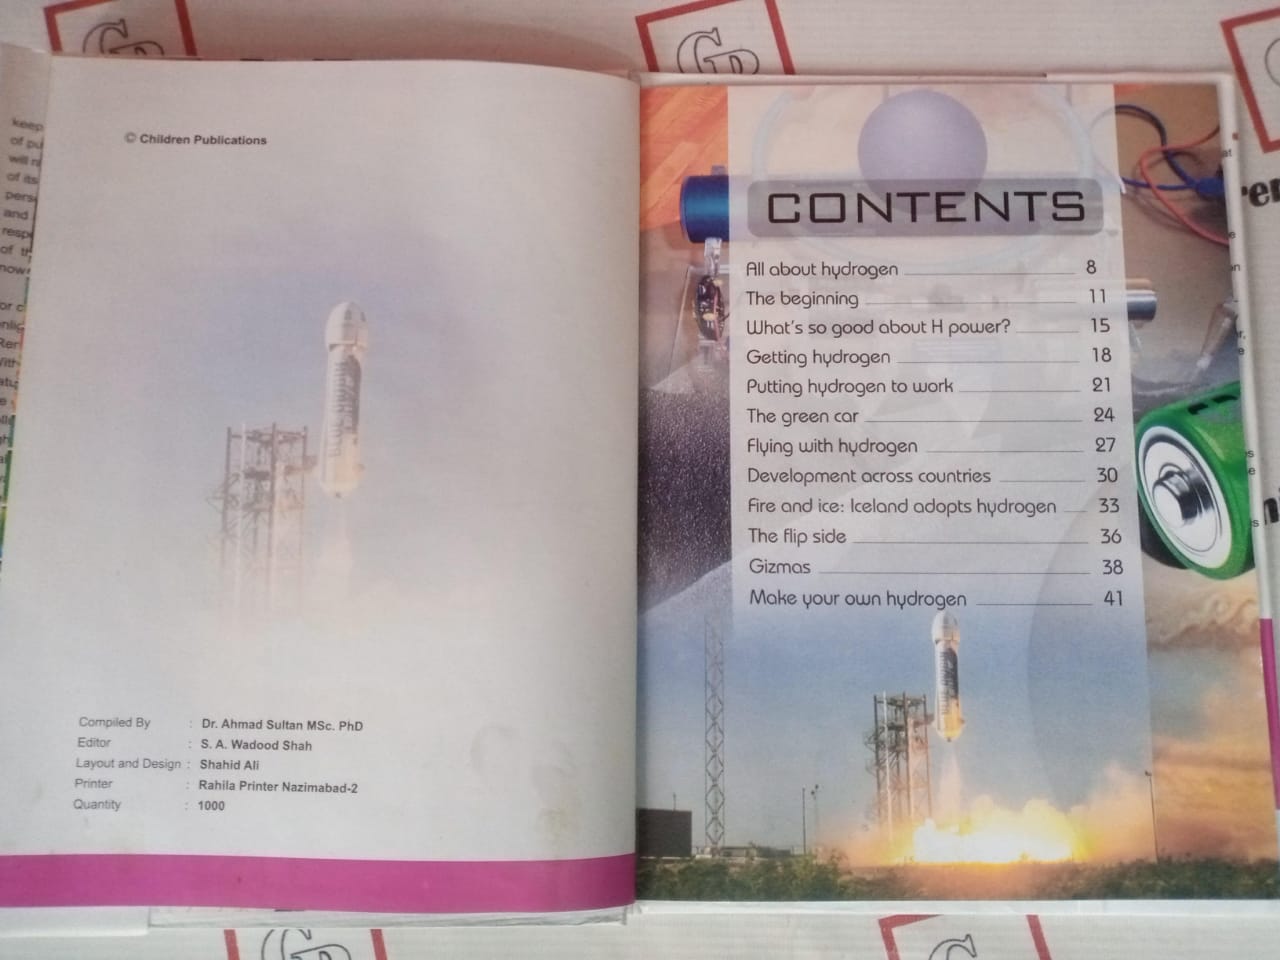 © Children Publications
Compiled By : Dr. Ahmad Sultan MSc. PhD
Editor : S. A. Wadood Shah
Layout and Design : Shahid Ali
Printer : Rahila Printer Nazimabad-2
Quantity : 1000
CONTENTS
All about hydrogen 8
The beginning 11
What's so good about H power? 15
Getting hydrogen 18
Putting hydrogen to work 21
The green car 24
Flying with hydrogen 27
Development across countries 30
Fire and ice: Iceland adopts hydrogen 33
The flip side 36
Gizmas 38
Make your own hydrogen 41